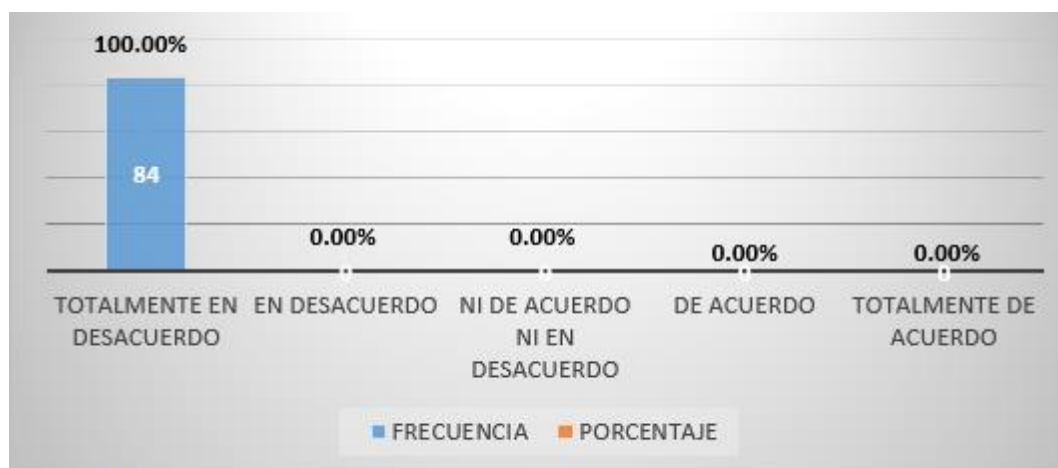 100.00%
84
0.00%
0.00%
0.00%
0.00%
0
0
0
0
TOTALMENTE EN
DESACUERDO
EN DESACUERDO
NI DE ACUERDO
NI EN
DESACUERDO
DE ACUERDO
TOTALMENTE DE
ACUERDO
FRECUENCIA
PORCENTAJE